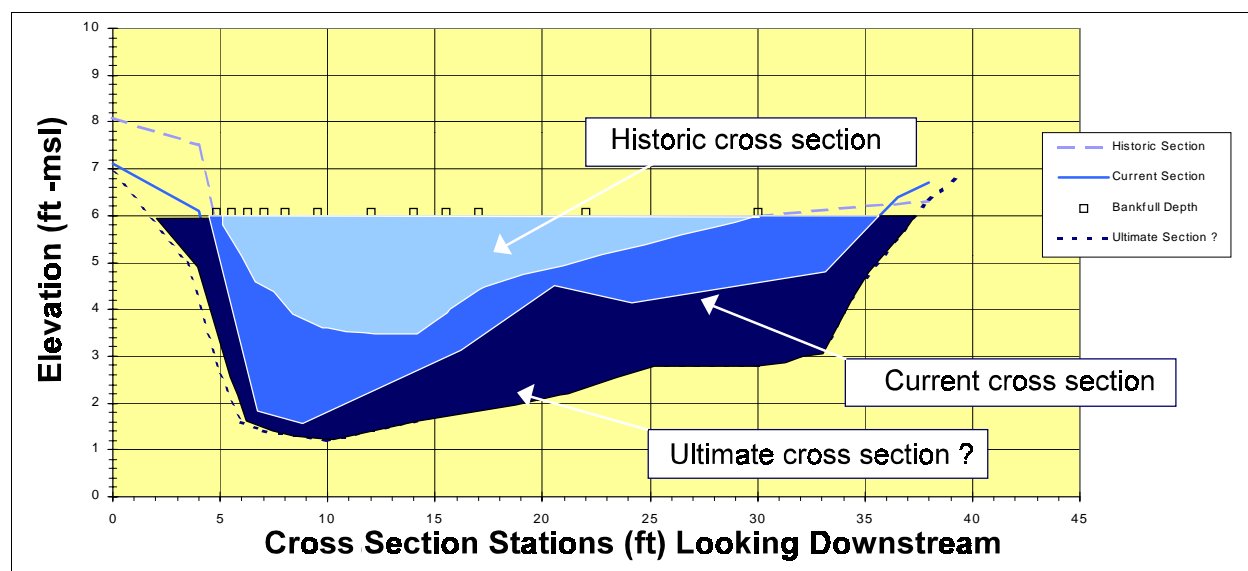 10
9
8
7
6
5
4
3
2
1
0
Elevation (ft -msl)
Historic cross section
Current cross section
Ultimate cross section ?
Historic Section
Current Section
Bankfull Depth
Ultimate Section ?
0 5 10 15 20 25 30 35 40 45
Cross Section Stations (ft) Looking Downstream